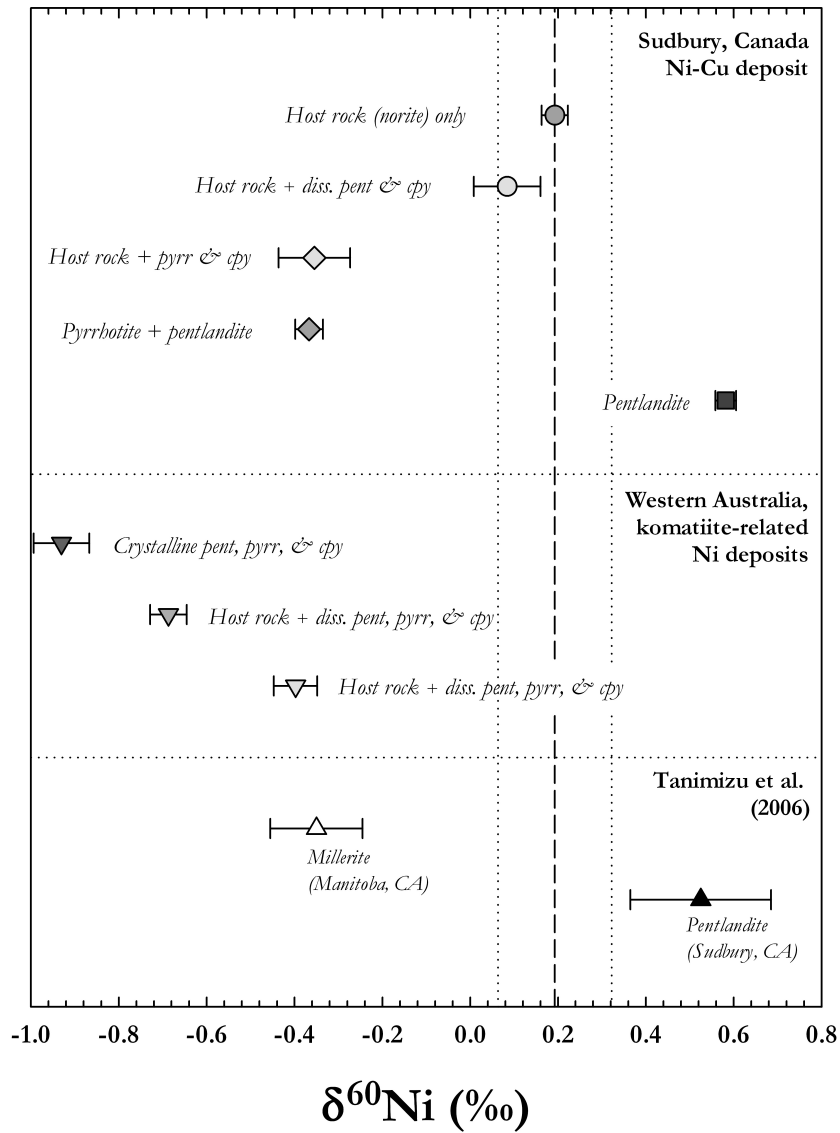 Sudbury, Canada
Ni-Cu deposit
Host rock (norite) only
Host rock + diss. pent & cpy
Host rock + pyrr & cpy
Pyrrhotite + pentlandite
Pentlandite
Western Australia,
komatiite-related
Ni deposits
Crystalline pent, pyrr, & cpy
Host rock + diss. pent, pyrr, & cpy
Host rock + diss. pent, pyrr, & cpy
Tanimizu et al.
(2006)
Millerite
(Manitoba, CA)
Pentlandite
(Sudbury, CA)
-1.0 -0.8 -0.6 -0.4 -0.2 0.0 0.2 0.4 0.6 0.8
δ⁶⁰Ni (‰)